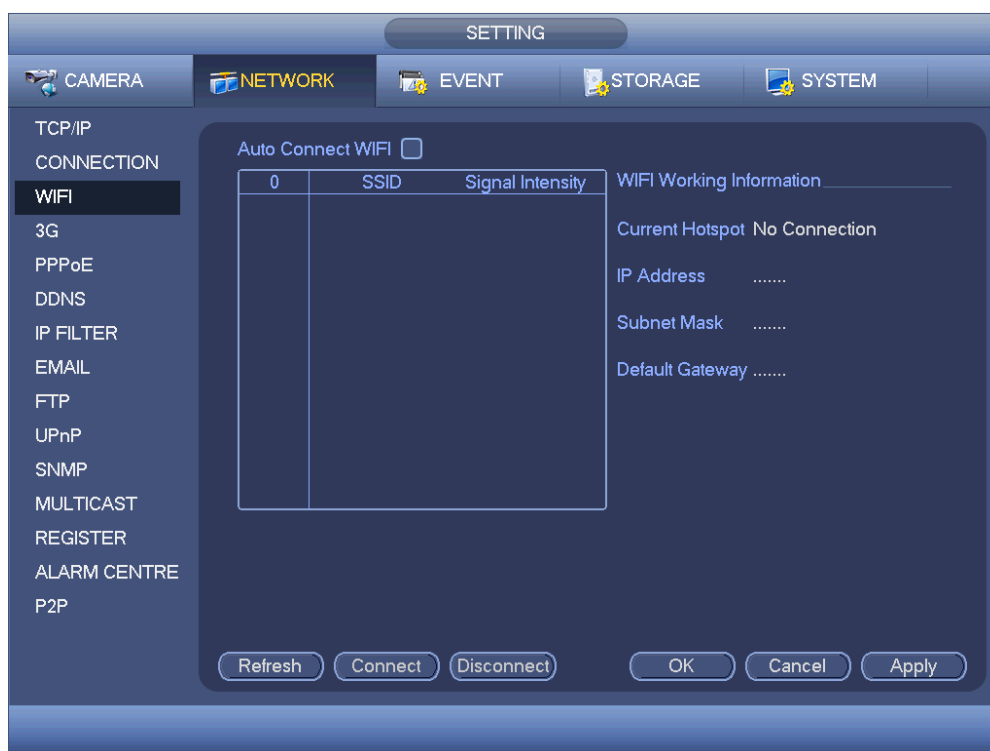 SETTING
CAMERA NETWORK EVENT STORAGE SYSTEM
TCP/IP
CONNECTION
WIFI
3G
PPPoE
DDNS
IP FILTER
EMAIL
FTP
UPnP
SNMP
MULTICAST
REGISTER
ALARM CENTRE
P2P
Auto Connect WIFI
0 SSID Signal Intensity
WIFI Working Information
Current Hotspot No Connection
IP Address .......
Subnet Mask .......
Default Gateway .......
Refresh Connect Disconnect OK Cancel Apply